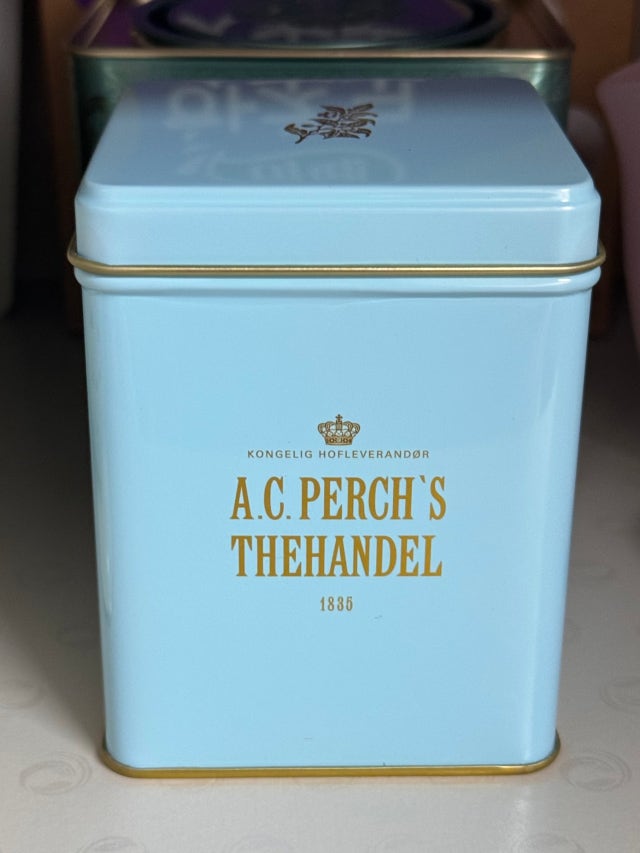 KONGELIG HOFLEVERANDØR
A.C. PERCH`S
THEHANDEL
1835